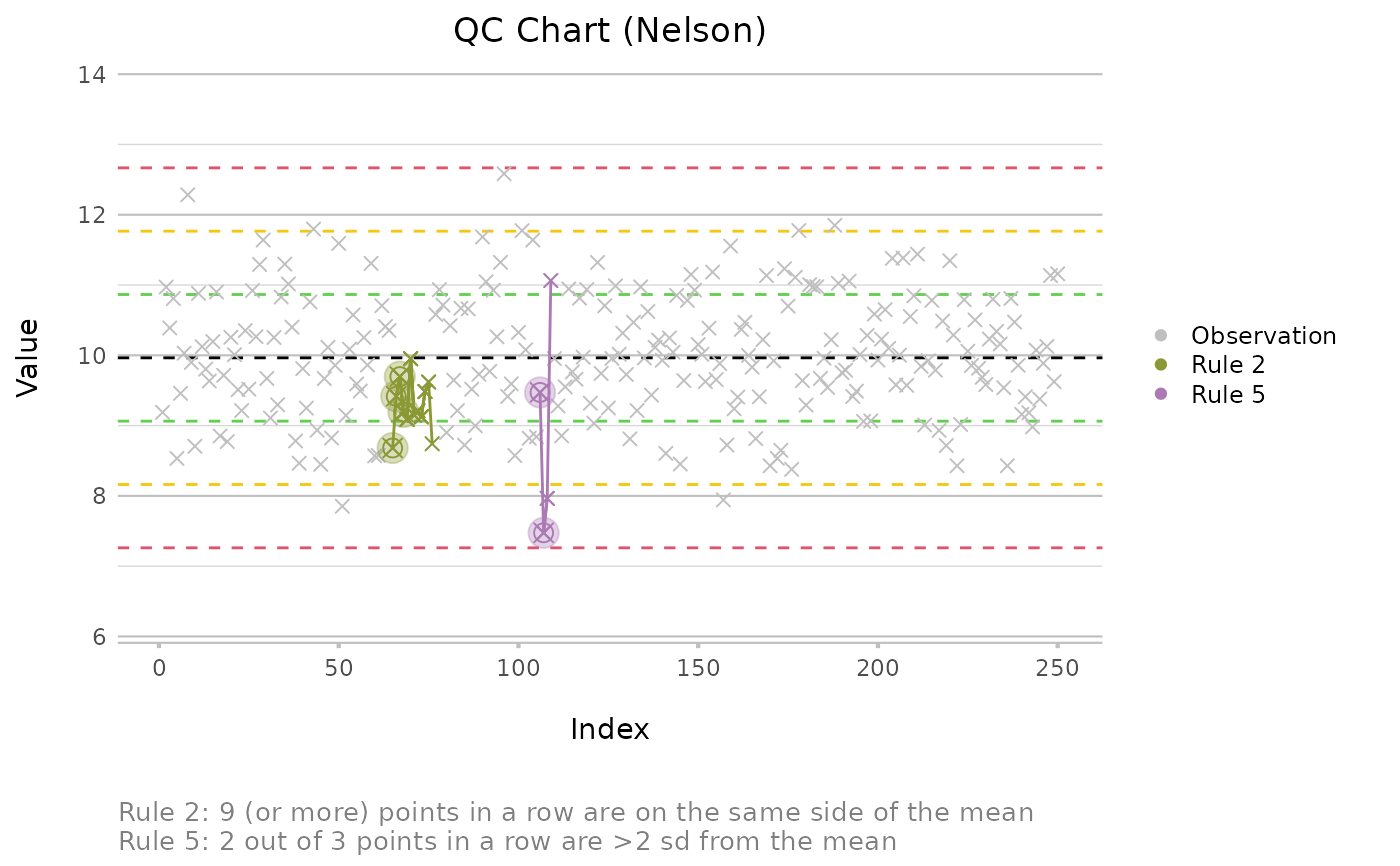 QC Chart (Nelson)
14
12
10
8
6
Value
0 50 100 150 200 250
Index
Observation
Rule 2
Rule 5
Rule 2: 9 (or more) points in a row are on the same side of the mean
Rule 5: 2 out of 3 points in a row are >2 sd from the mean